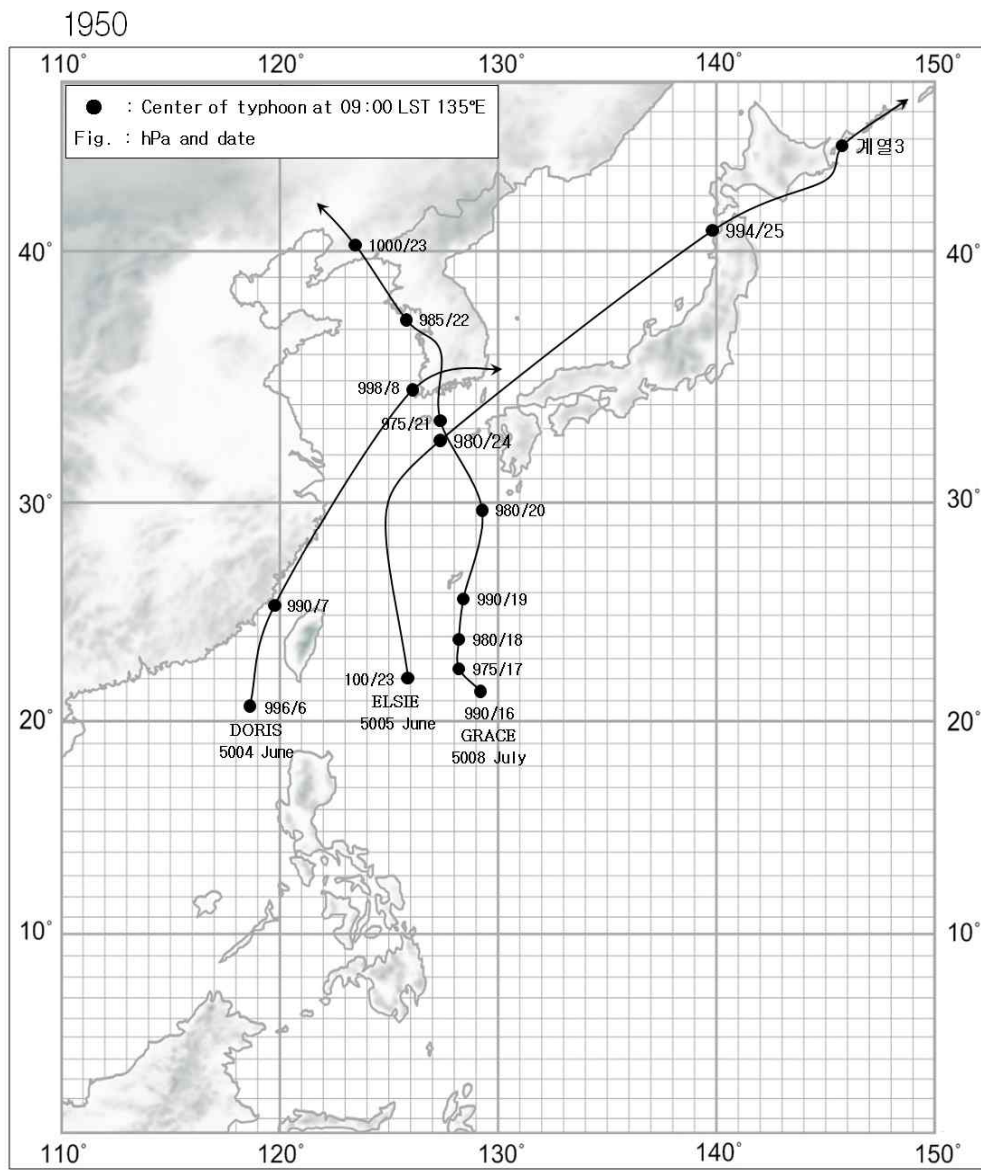 1950
110° 120° 130° 140° 150°
● : Center of typhoon at 09:00 LST 135°E
Fig. : hPa and date
계열3
994/25
40° 1000/23 40°
985/22
998/8
975/21
980/24
30° 980/20 30°
990/7
990/19
980/18
975/17
100/23
ELSIE
5005 June
996/6
DORIS
5004 June
990/16
GRACE
5008 July
20° 20°
10° 10°
110° 120° 130° 140° 150°